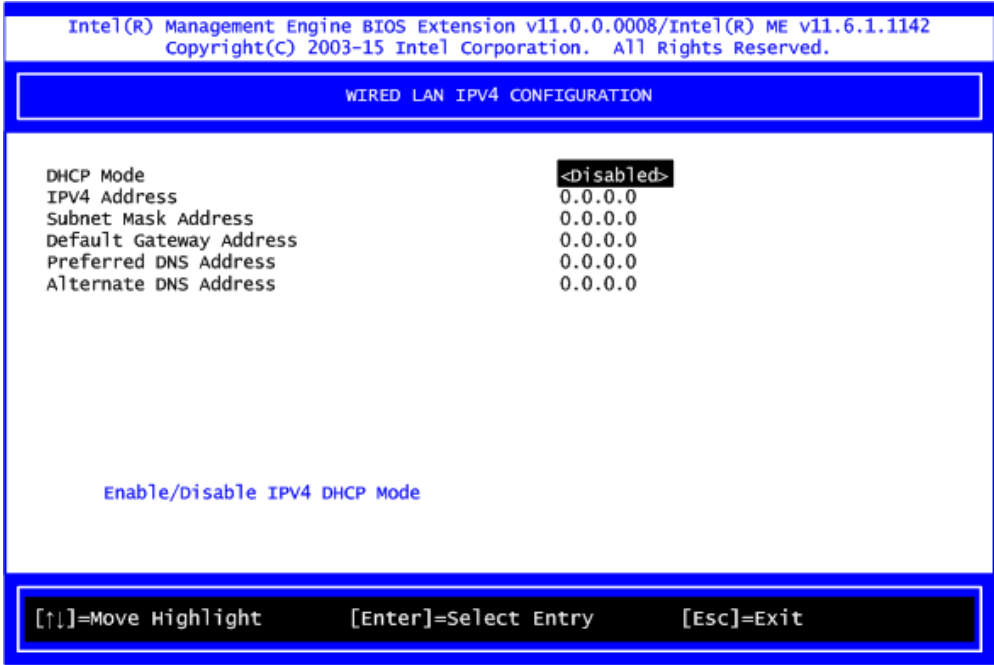 Intel(R) Management Engine BIOS Extension v11.0.0.0008/Intel(R) ME v11.6.1.1142
Copyright(C) 2003-15 Intel Corporation. All Rights Reserved.
WIRED LAN IPV4 CONFIGURATION
DHCP Mode <Disabled>
IPV4 Address 0.0.0.0
Subnet Mask Address 0.0.0.0
Default Gateway Address 0.0.0.0
Preferred DNS Address 0.0.0.0
Alternate DNS Address 0.0.0.0
Enable/Disable IPV4 DHCP Mode
[↑↓]=Move Highlight [Enter]=Select Entry [Esc]=Exit